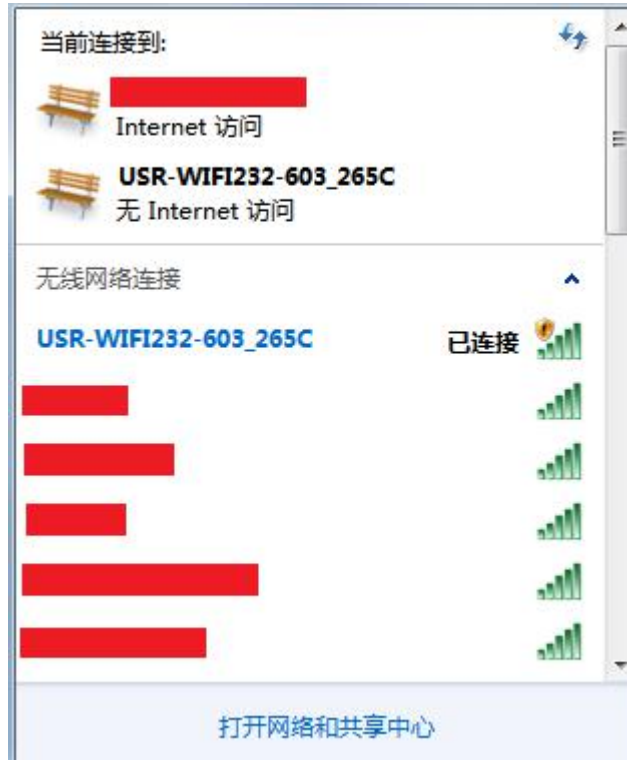 当前连接到:
Internet 访问
USR-WIFI232-603_265C
无 Internet 访问
无线网络连接
USR-WIFI232-603_265C 已连接
打开网络和共享中心